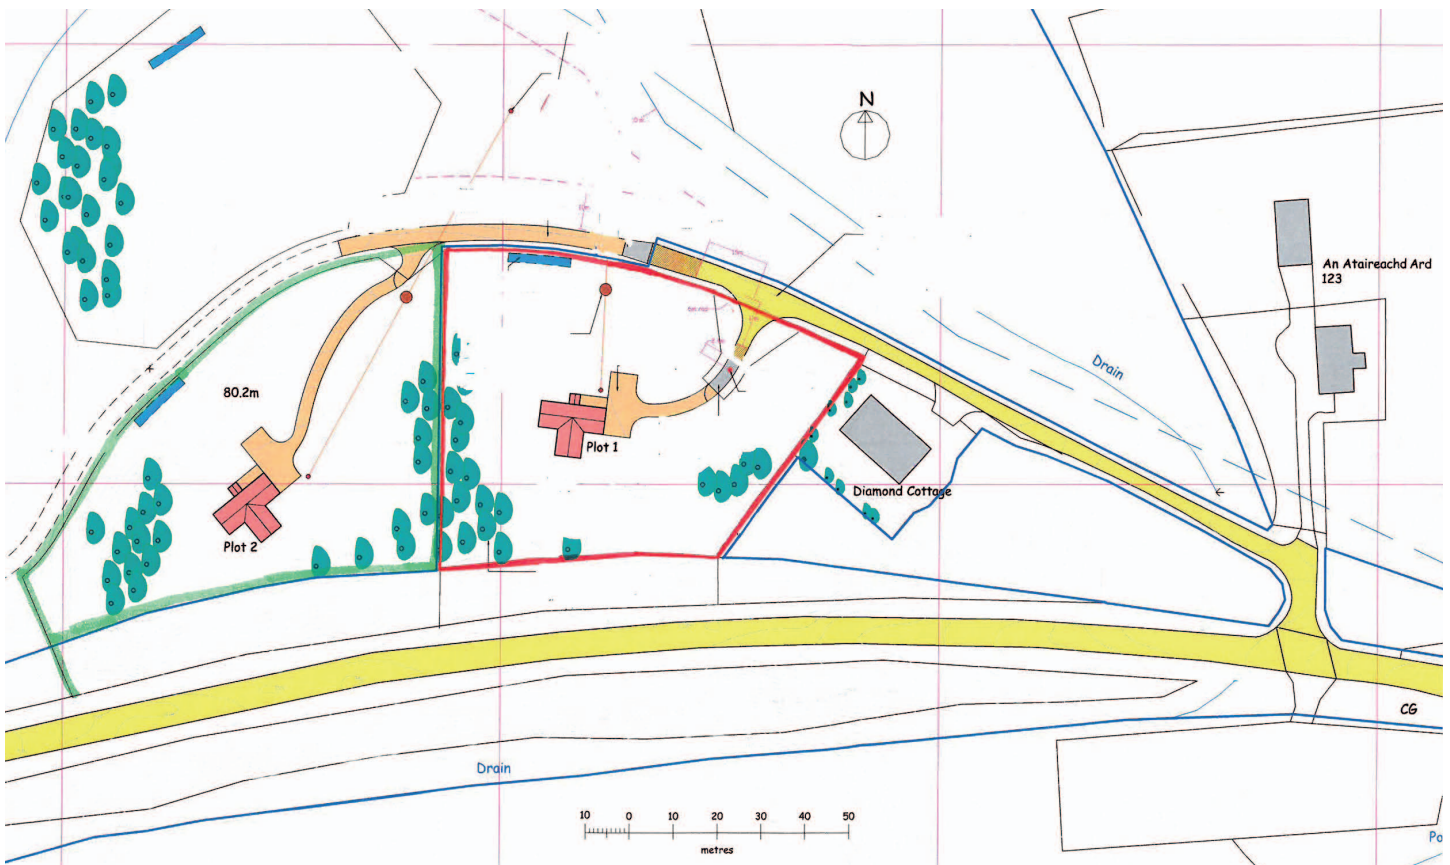 N
An Ataireachd Ard
123
Drain
80.2m
Plot 1
Diamond Cottage
Plot 2
CG
Drain
10 0 10 20 30 40 50
metres
Po